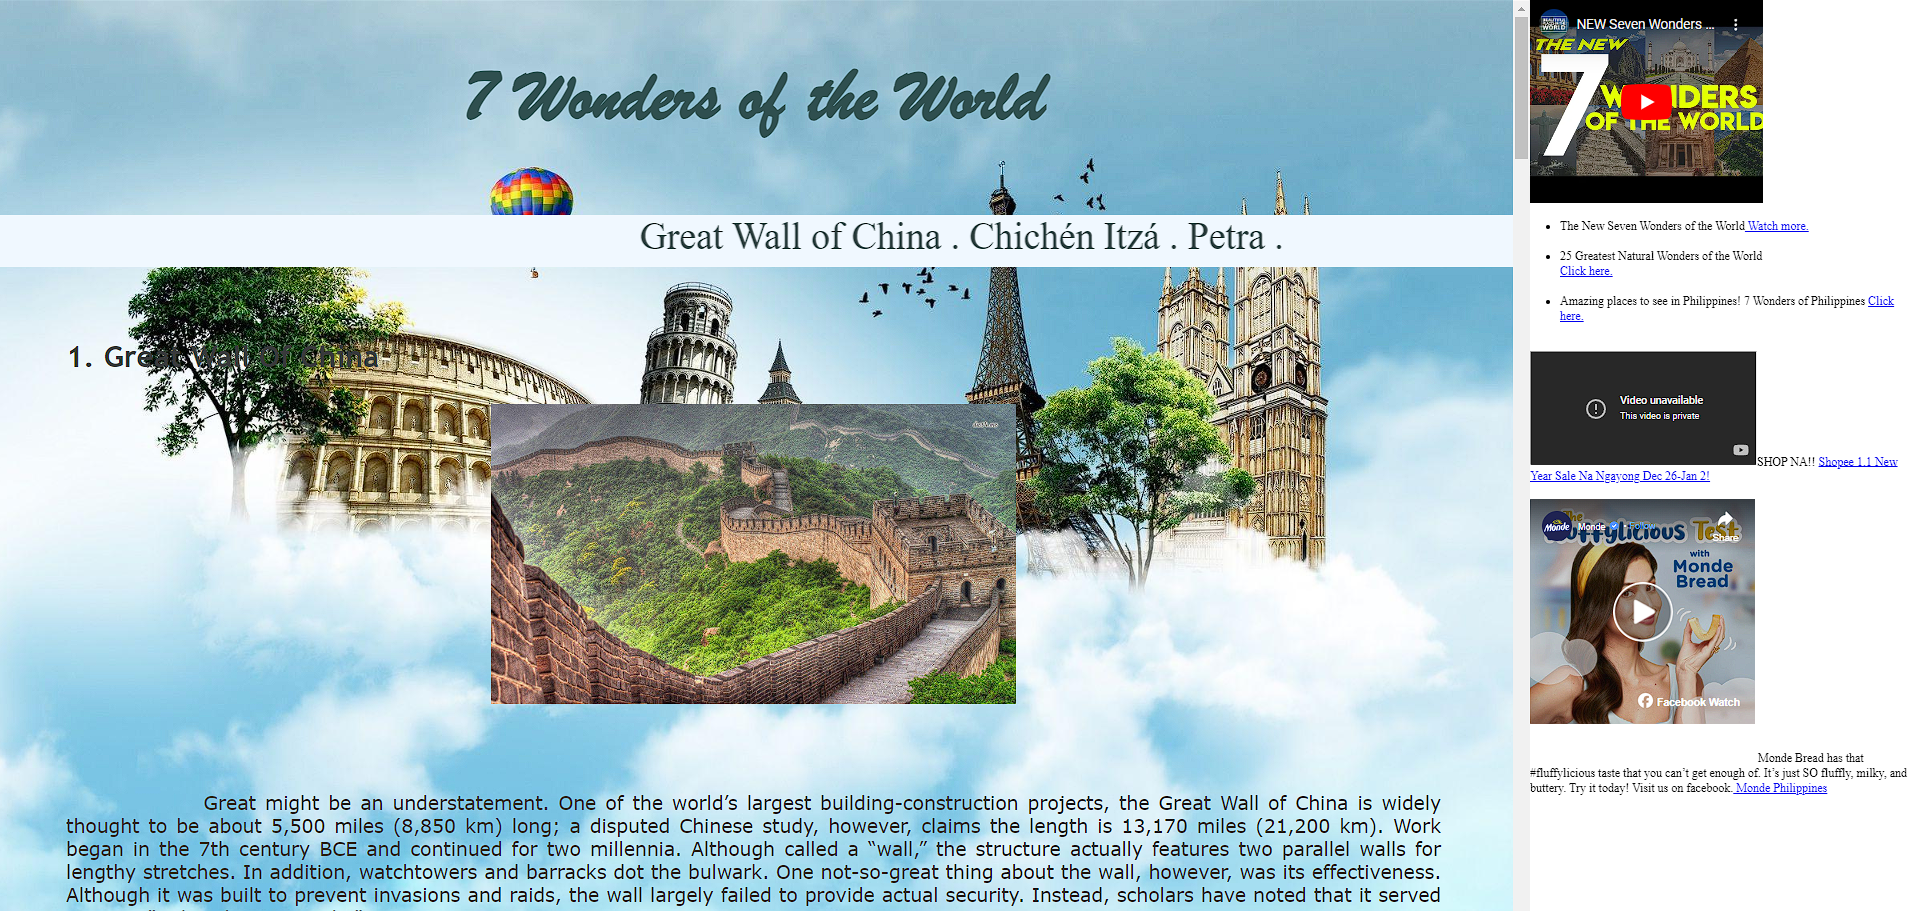 7 Wonders of the World
Great Wall of China . Chichén Itzá . Petra .
1. Great Wall Of China
Great might be an understatement. One of the world’s largest building-construction projects, the Great Wall of China is widely
thought to be about 5,500 miles (8,850 km) long; a disputed Chinese study, however, claims the length is 13,170 miles (21,200 km). Work
began in the 7th century BCE and continued for two millennia. Although called a “wall,” the structure actually features two parallel walls for
lengthy stretches. In addition, watchtowers and barracks dot the bulwark. One not-so-great thing about the wall, however, was its effectiveness.
Although it was built to prevent invasions and raids, the wall largely failed to provide actual security. Instead, scholars have noted that it served
NEW Seven Wonders ...
THE NEW
7 WONDERS
OF THE WORLD
The New Seven Wonders of the World Watch more.
25 Greatest Natural Wonders of the World
Click here.
Amazing places to see in Philippines! 7 Wonders of Philippines Click
here.
Video unavailable
This video is private
SHOP NA!! Shopee 1.1 New
Year Sale Na Ngayong Dec 26-Jan 2!
Monde
Monde · Follow
Share
The
Fluffylicious Test
with
Monde
Bread
Facebook Watch
Monde Bread has that
#fluffylicious taste that you can’t get enough of. It’s just SO fluffly, milky, and
buttery. Try it today! Visit us on facebook. Monde Philippines